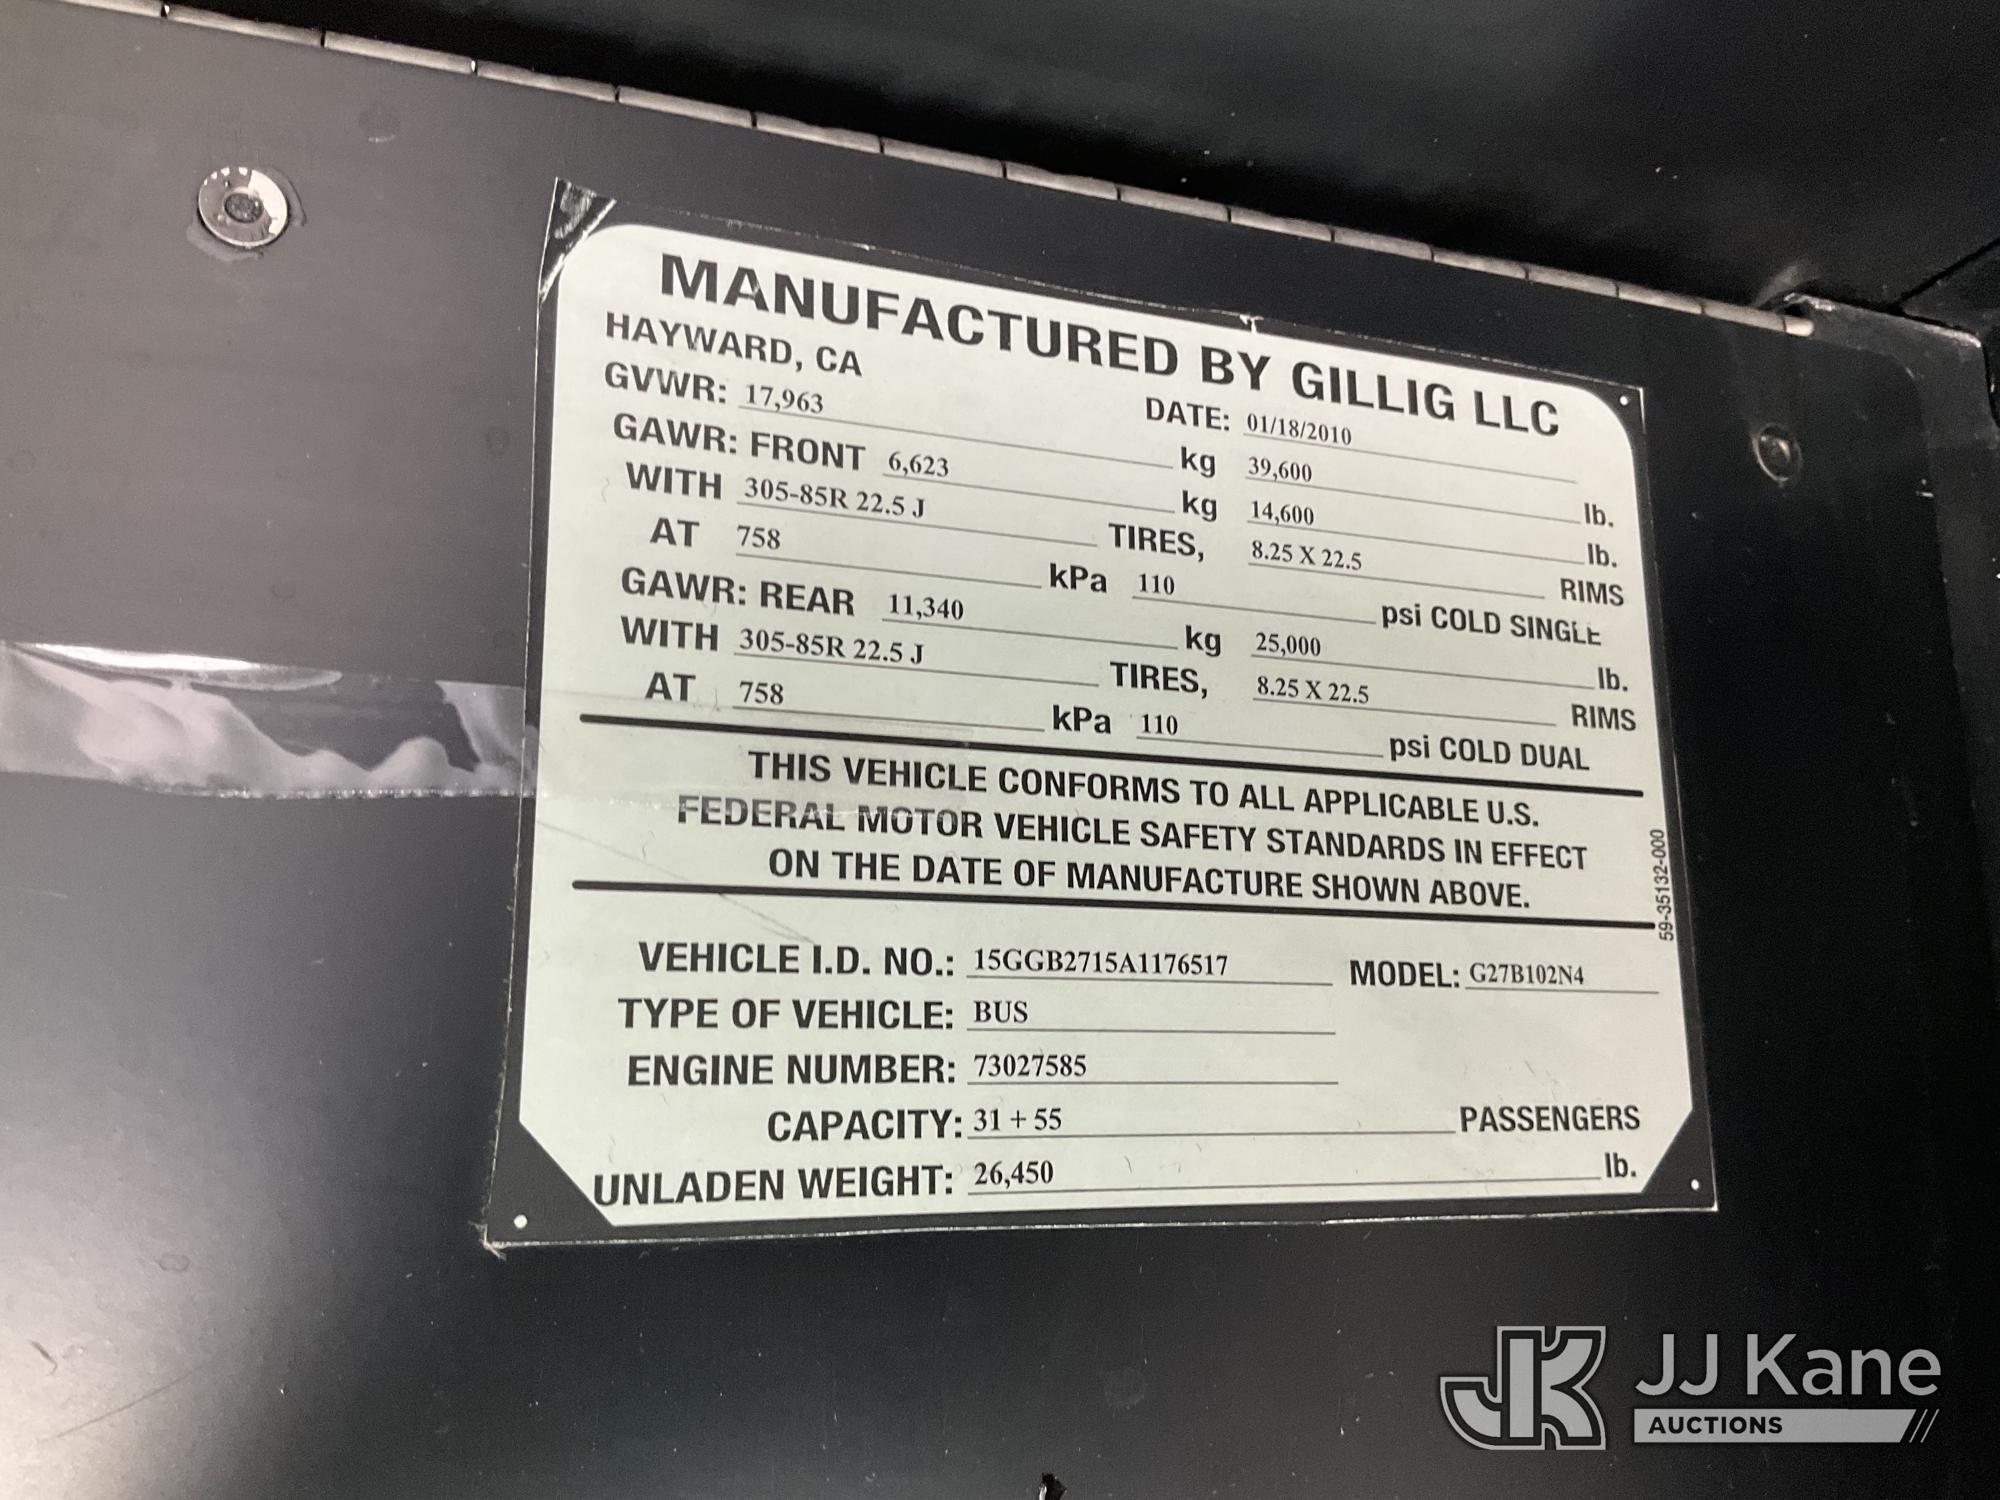 MANUFACTURED BY GILLIG LLC
HAYWARD, CA DATE: 01/18/2010
GVWR: 17,963 kg 39,600 lb.
GAWR: FRONT 6,623 kg 14,600 lb.
WITH 305-85R 22.5 J TIRES, 8.25 X 22.5 RIMS
AT 758 kPa 110 psi COLD SINGLE
GAWR: REAR 11,340 kg 25,000 lb.
WITH 305-85R 22.5 J TIRES, 8.25 X 22.5 RIMS
AT 758 kPa 110 psi COLD DUAL
THIS VEHICLE CONFORMS TO ALL APPLICABLE U.S.
FEDERAL MOTOR VEHICLE SAFETY STANDARDS IN EFFECT
ON THE DATE OF MANUFACTURE SHOWN ABOVE.
59-35132-000
VEHICLE I.D. NO.: 15GGB2715A1176517 MODEL: G27B102N4
TYPE OF VEHICLE: BUS
ENGINE NUMBER: 73027585
CAPACITY: 31 + 55 PASSENGERS
UNLADEN WEIGHT: 26,450 lb.
JK JJ Kane
AUCTIONS